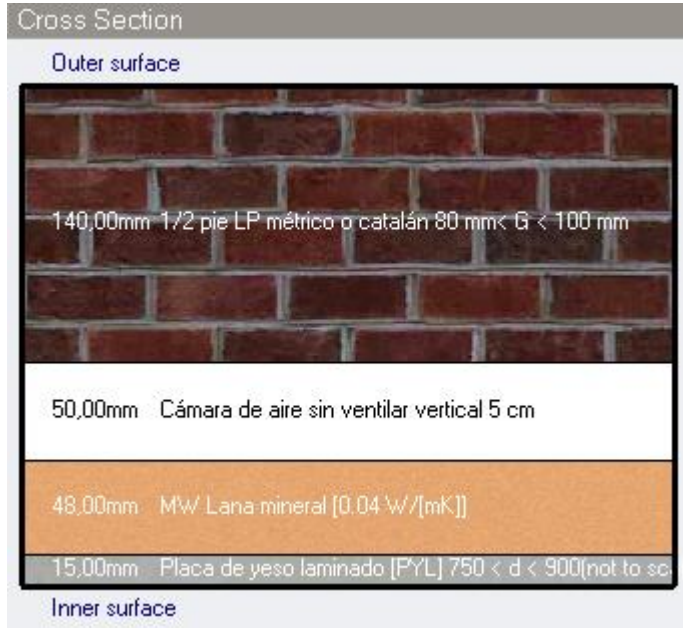 Cross Section
Outer surface
140,00mm 1/2 pie LP métrico o catalán 80 mm< G < 100 mm
50,00mm Cámara de aire sin ventilar vertical 5 cm
48,00mm MW Lana mineral [0.04 W/[mK]]
15,00mm Placa de yeso laminado [PYL] 750 < d < 900(not to sc
Inner surface